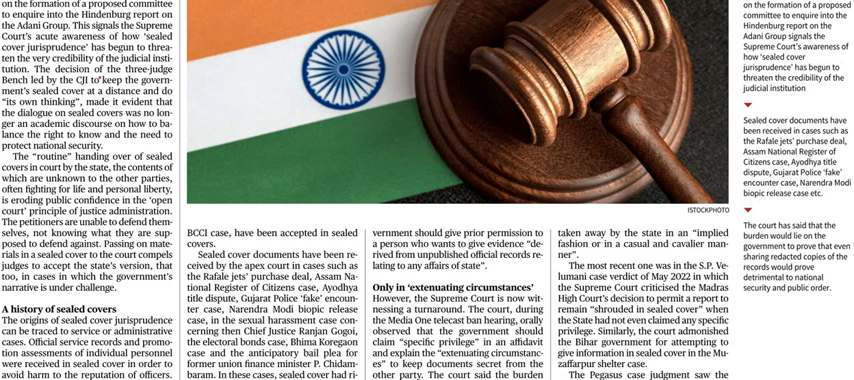 on the formation of a proposed committee
to enquire into the Hindenburg report on
the Adani Group. This signals the Supreme
Court's acute awareness of how 'sealed
cover jurisprudence' has begun to threa-
ten the very credibility of the judicial insti-
tution. The decision of the three-judge
Bench led by the CJI to keep the govern-
ment's sealed cover at a distance and do
"its own thinking", made it evident that
the dialogue on sealed covers was no lon-
ger an academic discourse on how to ba-
lance the right to know and the need to
protect national security.
The "routine" handing over of sealed
covers in court by the state, the contents of
which are unknown to the other parties,
often fighting for life and personal liberty,
is eroding public confidence in the 'open
court' principle of justice administration.
The petitioners are unable to defend them-
selves, not knowing what they are sup-
posed to defend against. Passing on mate-
rials in a sealed cover to the court compels
judges to accept the state's version, that
too, in cases in which the government's
narrative is under challenge.
A history of sealed covers
The origins of sealed cover jurisprudence
can be traced to service or administrative
cases. Official service records and promo-
tion assessments of individual personnel
were received in sealed cover in order to
avoid harm to the reputation of officers.
ISTOCKPHOTO
BCCI case, have been accepted in sealed
covers.
Sealed cover documents have been re-
ceived by the apex court in cases such as
the Rafale jets' purchase deal, Assam Na-
tional Register of Citizens case, Ayodhya
title dispute, Gujarat Police 'fake' encoun-
ter case, Narendra Modi biopic release
case, in the sexual harassment case con-
cerning then Chief Justice Ranjan Gogoi,
the electoral bonds case, Bhima Koregaon
case and the anticipatory bail plea for
former union finance minister P. Chidam-
baram. In these cases, sealed cover had ri-
vernment should give prior permission to
a person who wants to give evidence "de-
rived from unpublished official records re-
lating to any affairs of state".
Only in 'extenuating circumstances'
However, the Supreme Court is now wit-
nessing a turnaround. The court, during
the Media One telecast ban hearing, orally
observed that the government should
claim "specific privilege" in an affidavit
and explain the "extenuating circumstanc-
es" to keep documents secret from the
other party. The court said the burden
taken away by the state in an "implied
fashion or in a casual and cavalier man-
ner".
The most recent one was in the S.P. Ve-
lumani case verdict of May 2022 in which
the Supreme Court criticised the Madras
High Court's decision to permit a report to
remain "shrouded in sealed cover" when
the State had not even claimed any specific
privilege. Similarly, the court admonished
the Bihar government for attempting to
give information in sealed cover in the Mu-
zaffarpur shelter case.
The Pegasus case judgment saw the
on the formation of a proposed
committee to enquire into the
Hindenburg report on the
Adani Group signals the
Supreme Court's awareness of
how 'sealed cover
jurisprudence' has begun to
threaten the credibility of the
judicial institution
Sealed cover documents have
been received in cases such as
the Rafale jets' purchase deal,
Assam National Register of
Citizens case, Ayodhya title
dispute, Gujarat Police 'fake'
encounter case, Narendra Modi
biopic release case etc.
The court has said that the
burden would lie on the
government to prove that even
sharing redacted copies of the
records would prove
detrimental to national
security and public order.